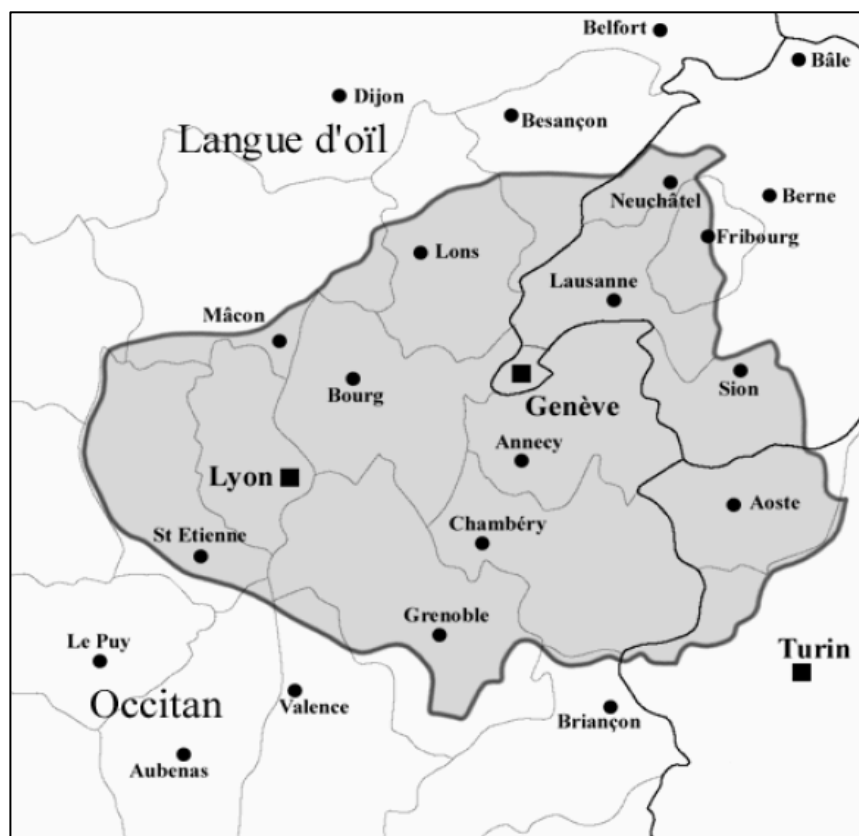 Belfort
Bâle
Dijon
Besançon
Langue d'oïl
Neuchâtel
Berne
Fribourg
Lons
Lausanne
Mâcon
Sion
Bourg
Genève
Annecy
Lyon
Aoste
Chambéry
St Etienne
Grenoble
Le Puy
Turin
Occitan
Valence
Briançon
Aubenas